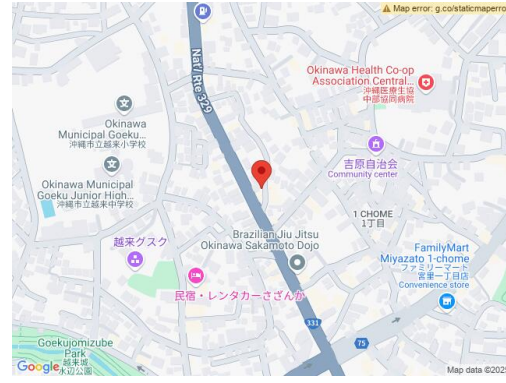 Map error: g.co/staticmaperro
Nat/ Rte 329
Okinawa Health Co-op
Association Central...
沖縄医療生協
中部協同病院
Okinawa
Municipal Goeku...
沖縄市立越来小学校
吉原自治会
Community center
Okinawa Municipal
Goeku Junior High...
沖縄市立越来中学校
1 CHOME
1丁目
越来グスク
Brazilian Jiu Jitsu
Okinawa Sakamoto Dojo
FamilyMart
Miyazato 1-chome
ファミリーマート
宮里一丁目店
Convenience store
民宿・レンタカーさざんか
331
75
Goekujomizube
Park
越来城
水辺公園
Google
Map data ©2025